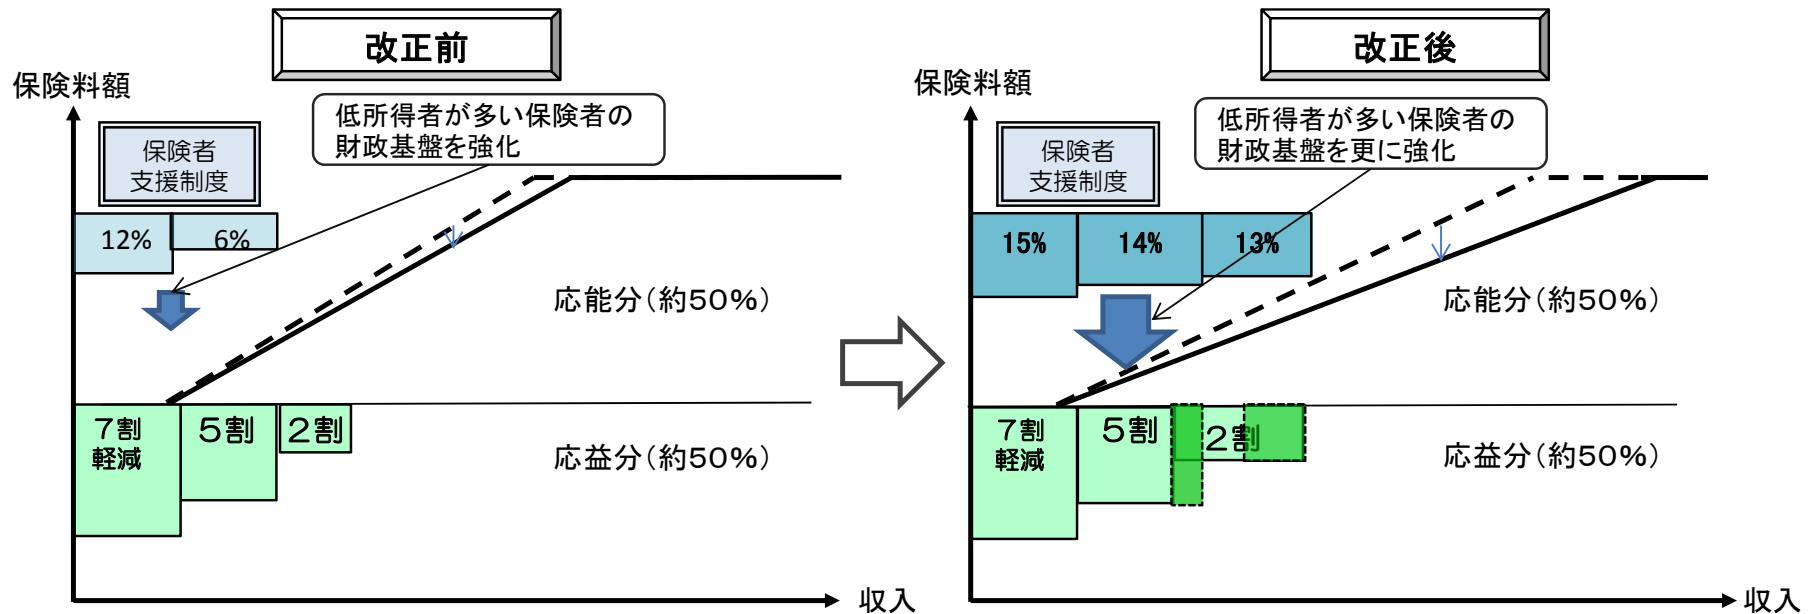 改正前
保険料額
低所得者が多い保険者の
財政基盤を強化
保険者
支援制度
12%
6%
応能分(約50%)
7割
軽減
5割
2割
応益分(約50%)
収入
改正後
保険料額
低所得者が多い保険者の
財政基盤を更に強化
保険者
支援制度
15%
14%
13%
応能分(約50%)
7割
軽減
5割
2割
応益分(約50%)
収入